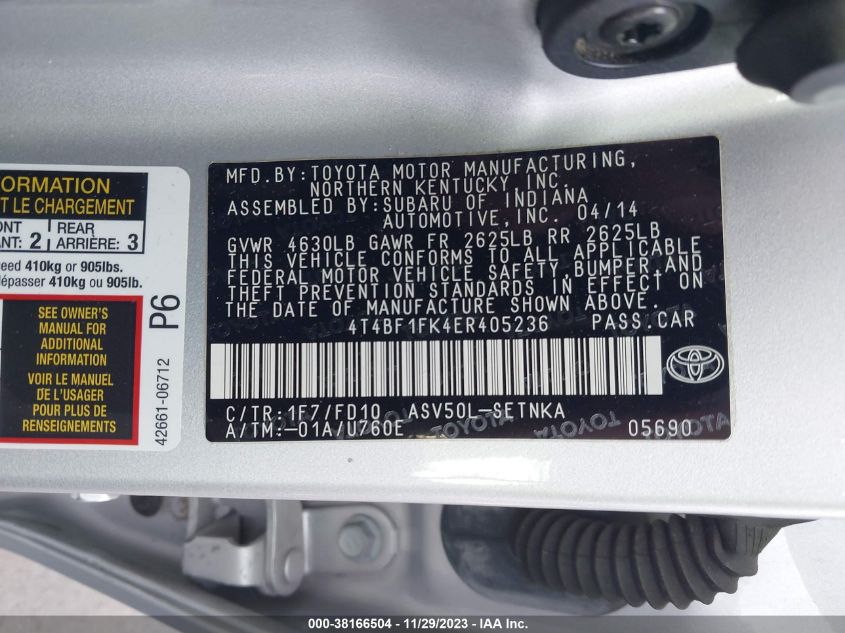 FORMATION
T LE CHARGEMENT
ONT
ANT: 2
REAR
ARRIÈRE: 3
eed 410kg or 905lbs.
dépasser 410kg ou 905lb.
SEE OWNER'S
MANUAL FOR
ADDITIONAL
INFORMATION
VOIR LE MANUEL
DE L'USAGER
POUR PLUS DE
RENSEIGNEMENTS
P6
42661-06712
MFD.BY:TOYOTA MOTOR MANUFACTURING,
NORTHERN KENTUCKY, INC.
ASSEMBLED BY:SUBARU OF INDIANA
AUTOMOTIVE, INC. 04/14
GVWR 4630LB GAWR FR 2625LB RR 2625LB
THIS VEHICLE CONFORMS TO ALL APPLICABLE
FEDERAL MOTOR VEHICLE SAFETY,BUMPER,AND
THEFT PREVENTION STANDARDS IN EFFECT ON
THE DATE OF MANUFACTURE SHOWN ABOVE.
4T4BF1FK4ER405236 PASS.CAR
C/TR:1F7/FD10 ASV50L-SETNKA
A/TM:-01A/U760E 05690
000-38166504 | 11/29/2023 - IAA Inc.